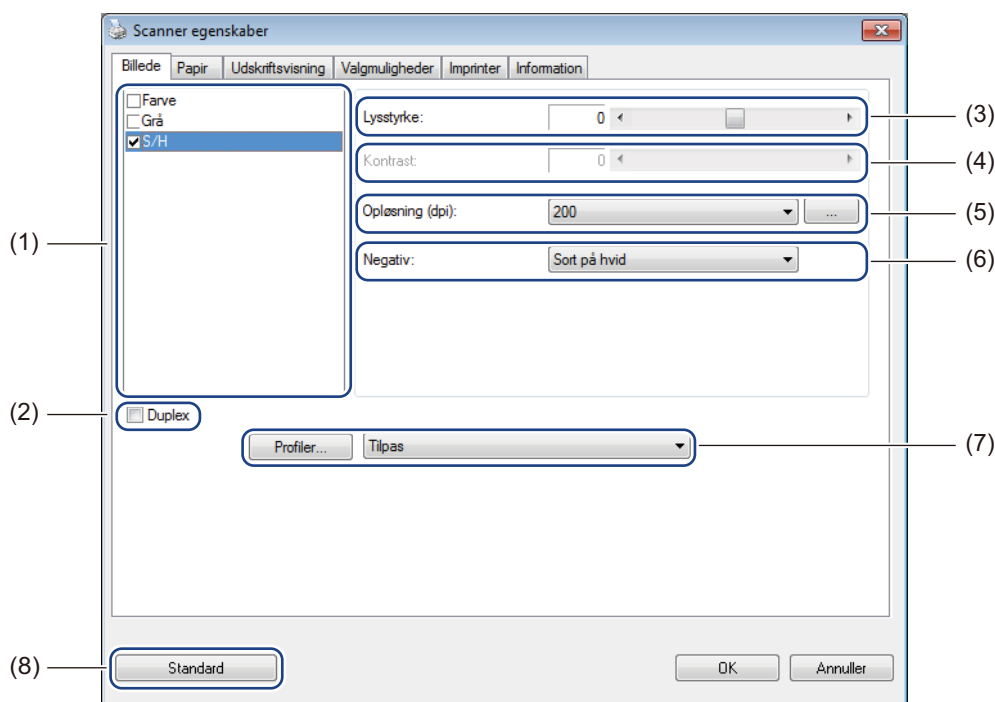 Scanner egenskaber
Billede Papir Udskriftsvisning Valgmuligheder Imprinter Information
Farve
Grå
S/H
Lysstyrke: 0
(3)
Kontrast: 0
(4)
Opløsning (dpi): 200 ...
(5)
Negativ: Sort på hvid
(6)
(1)
(2)
Duplex
Profiler... Tilpas
(7)
(8)
Standard
OK
Annuller